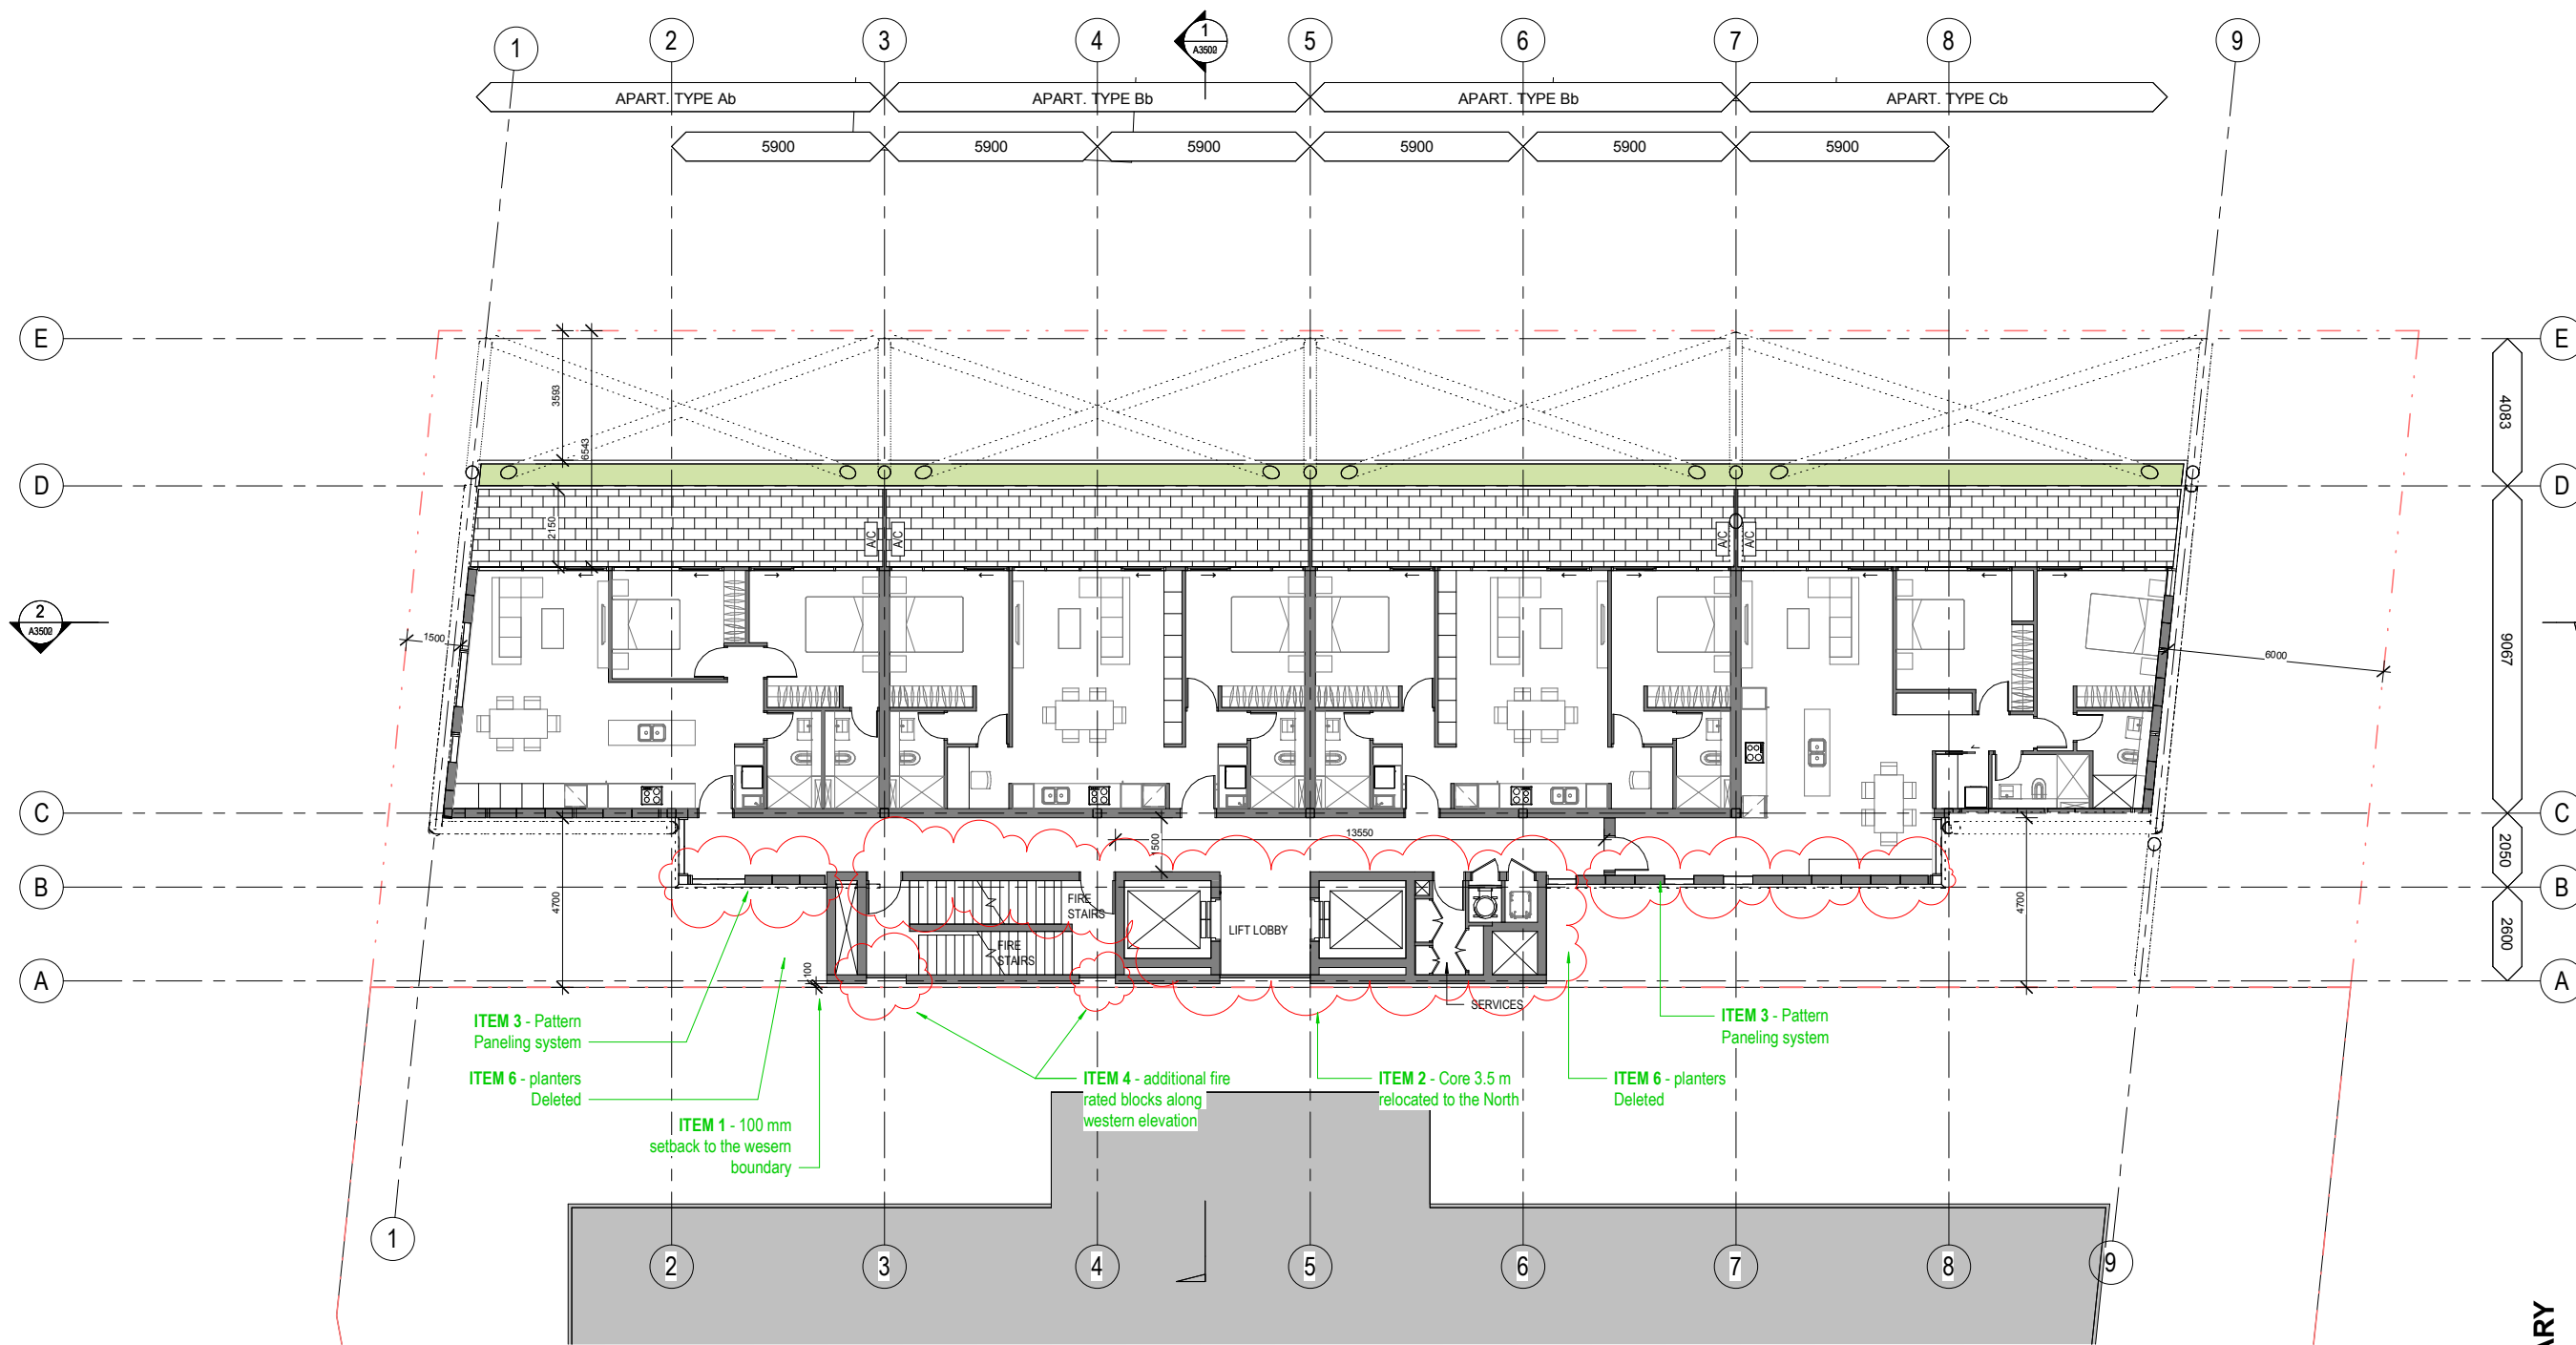 1
2
3
4
1
A3502
5
6
7
8
9
APART. TYPE Ab
APART. TYPE Bb
APART. TYPE Bb
APART. TYPE Cb
5900
5900
5900
5900
5900
5900
E
E
3593
6543
4083
D
D
2150
A/C
A/C
A/C
A/C
2
A3502
1500
6000
9067
C
C
13550
1500
2050
B
B
4700
FIRE
STAIRS
LIFT LOBBY
FIRE
STAIRS
4700
2600
100
A
A
SERVICES
ITEM 3 - Pattern
Paneling system
ITEM 3 - Pattern
Paneling system
ITEM 6 - planters
Deleted
ITEM 4 - additional fire
rated blocks along
western elevation
ITEM 2 - Core 3.5 m
relocated to the North
ITEM 6 - planters
Deleted
ITEM 1 - 100 mm
setback to the wesern
boundary
1
2
3
4
5
6
7
8
9
ARY